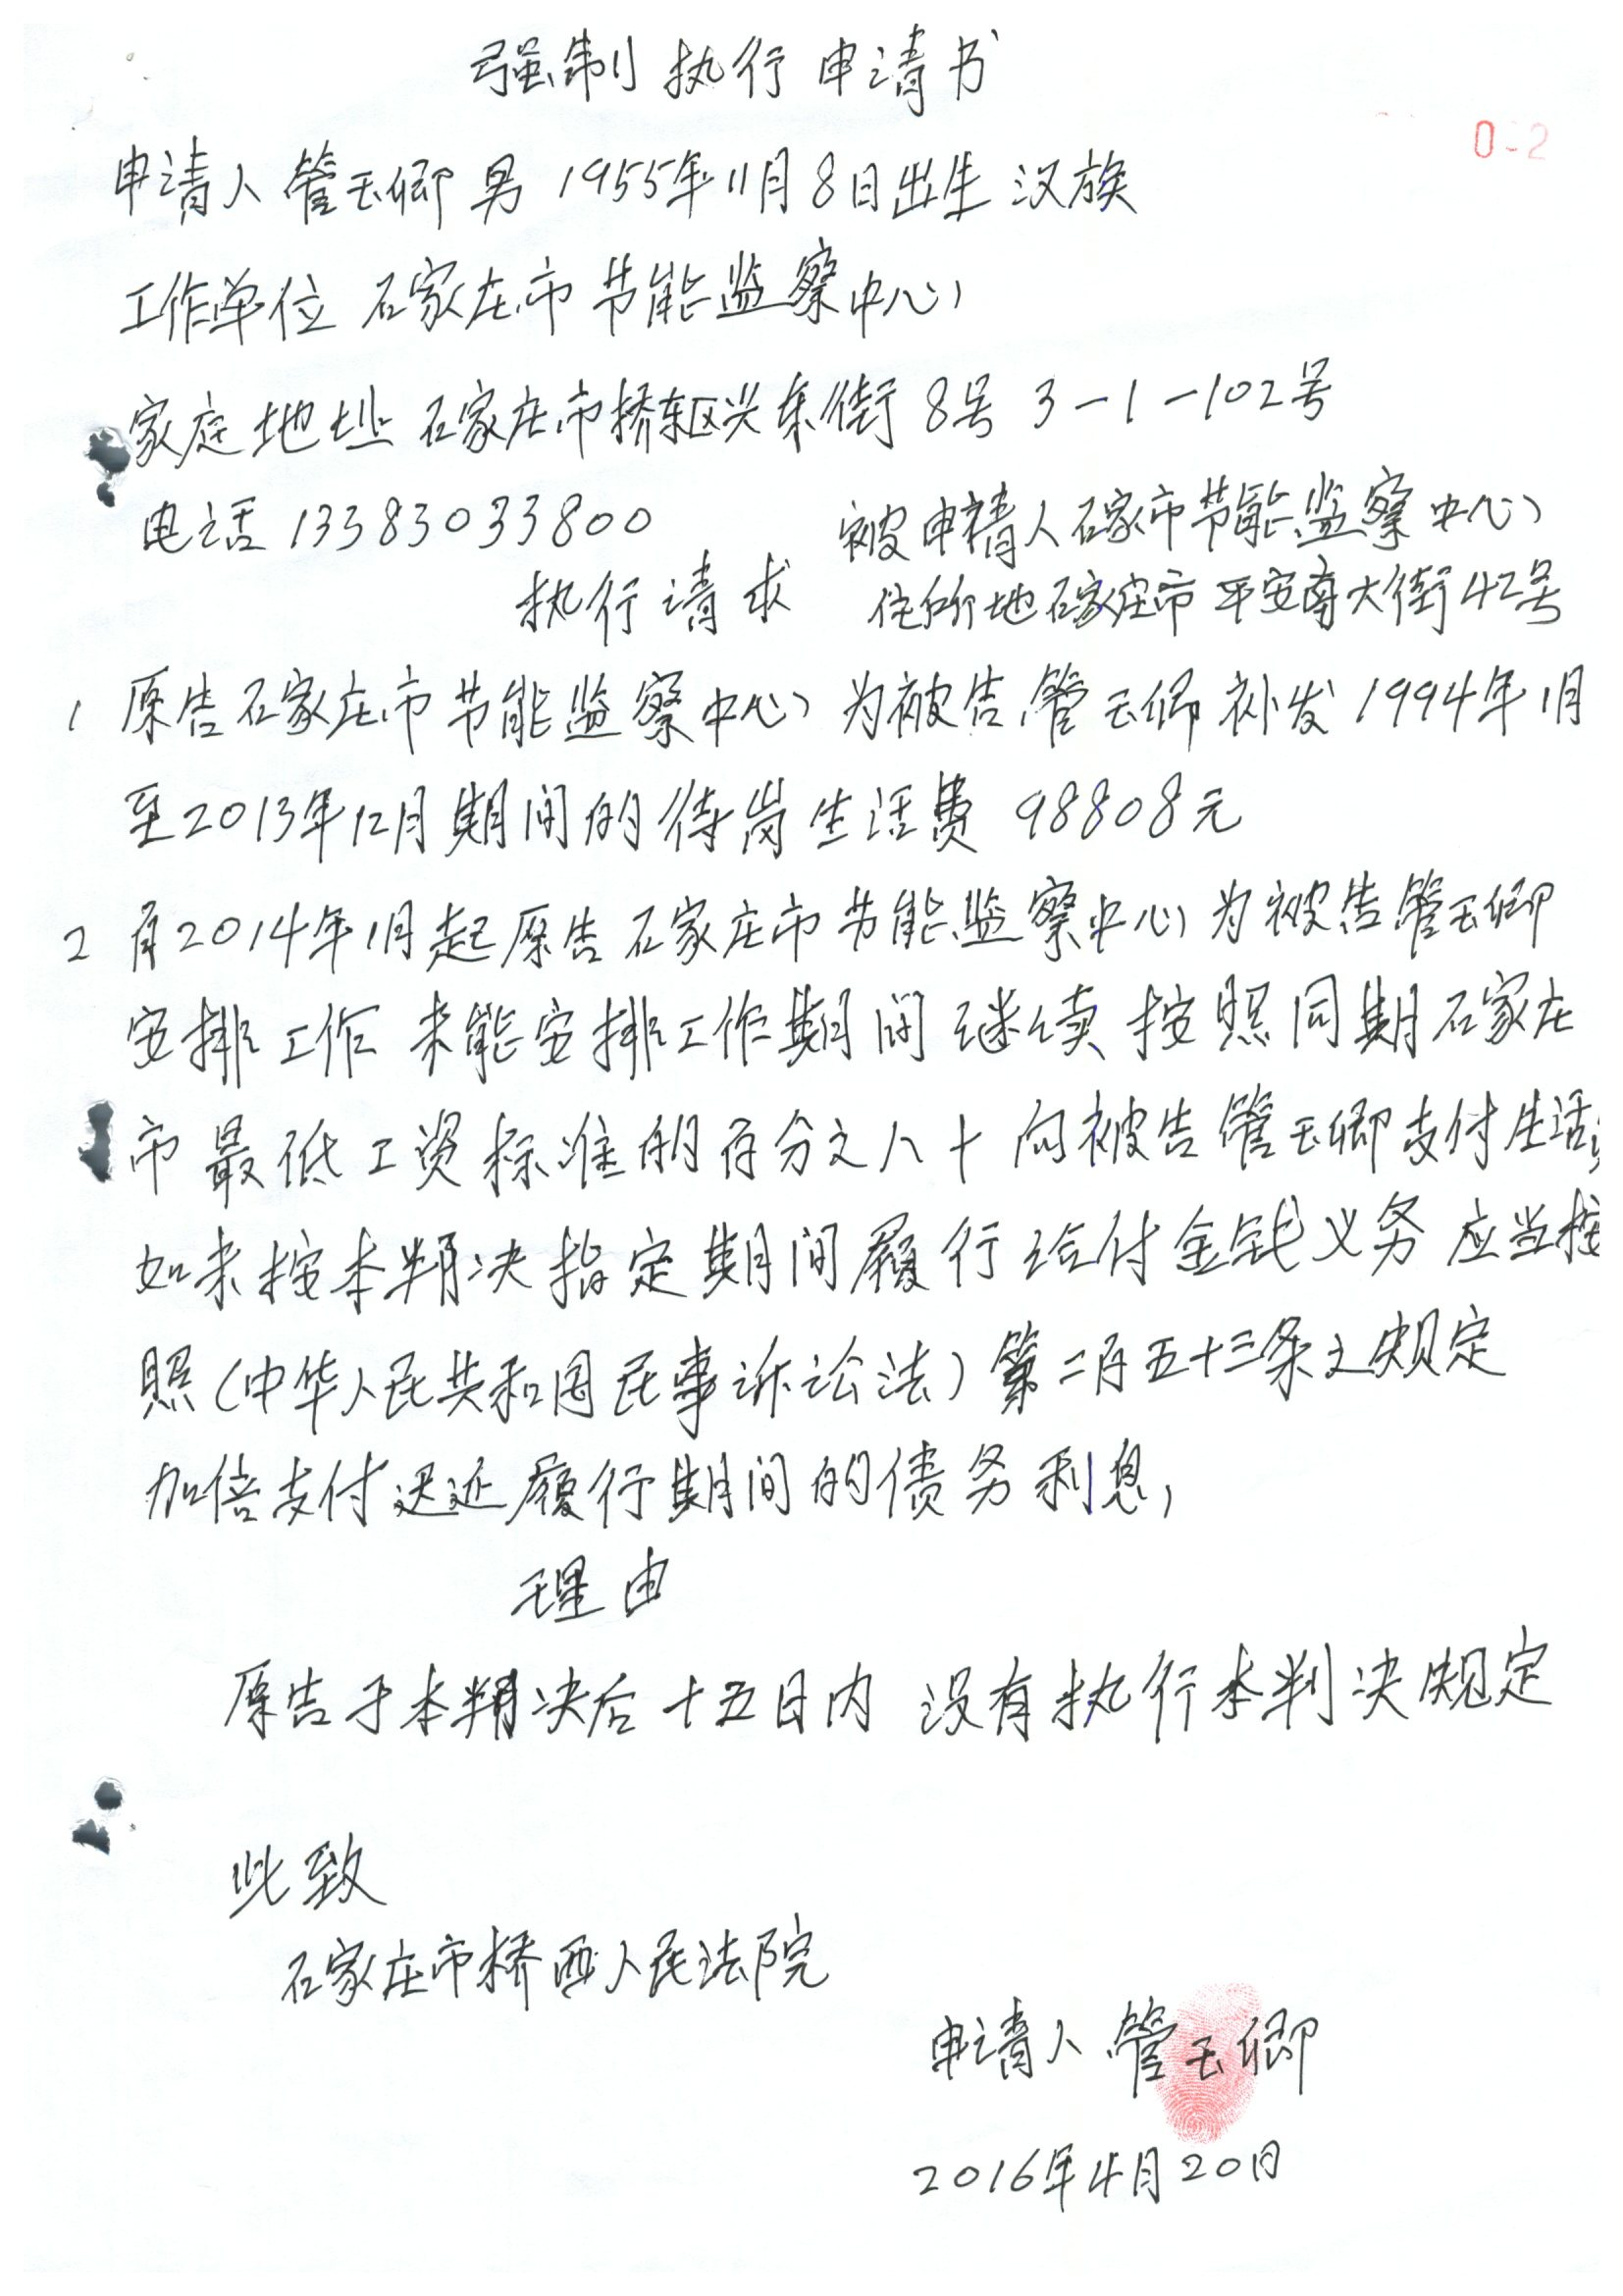 强制执行申请书
0-2
申请人 管玉卿 男 1955年11月8日出生 汉族
工作单位 石家庄市节能监察中心
家庭地址 石家庄市桥东区兴东街8号 3-1-102号
电话 13383033800 被申请人石家市节能监察中心
执行请求 住所地石家庄市平安南大街42号
1 原告石家庄市节能监察中心为被告管玉卿补发1994年1月
至2013年12月期间的待岗生活费 98808元
2 自2014年1月起原告石家庄市节能监察中心为被告管玉卿
安排工作 未能安排工作期间继续按照同期石家庄
市最低工资标准的百分之八十向被告管玉卿支付生活
如未按本判决指定期间履行给付金钱义务 应当按
照(中华人民共和国民事诉讼法)第二百五十三条之规定
加倍支付迟延履行期间的债务利息,
理由
原告于本判决后十五日内 没有执行本判决规定
此致
石家庄市桥西人民法院
申请人 管玉卿
2016年4月20日